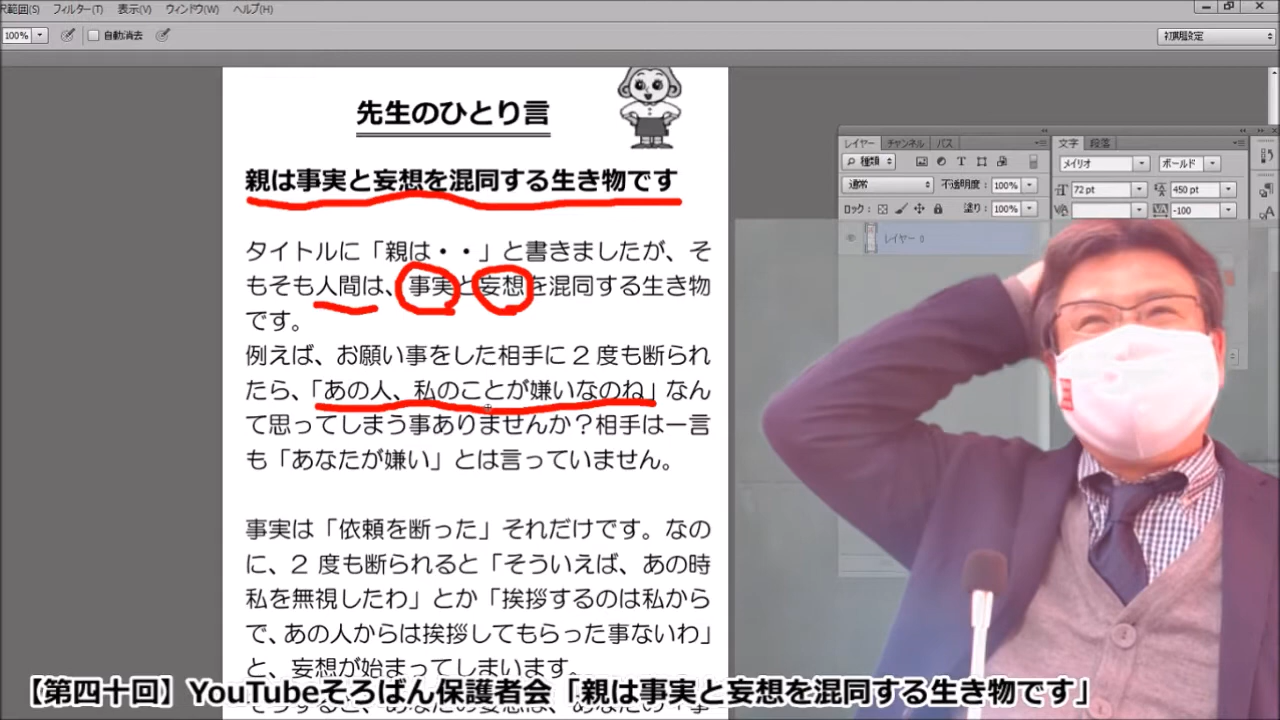 択範囲(S) フィルター(T) 表示(V) ウィンドウ(W) ヘルプ(H)
100% 自動消去 初期設定
先生のひとり言
親は事実と妄想を混同する生き物です
タイトルに「親は・・」と書きましたが、そ
もそも人間は、事実と妄想を混同する生き物
です。
例えば、お願い事をした相手に2度も断られ
たら、「あの人、私のことが嫌いなのね」なん
て思ってしまう事ありませんか？相手は一言
も「あなたが嫌い」とは言っていません。
事実は「依頼を断った」それだけです。なの
に、2度も断られると「そういえば、あの時
私を無視したわ」とか「挨拶するのは私から
で、あの人からは挨拶してもらった事ないわ」
と、妄想が始まってしまいます。
レイヤー チャンネル パス
種類
通常 不透明度: 100%
ロック: 塗り: 100%
レイヤー 0
文字 段落
メイリオ ボールド
72 pt 450 pt
-100
【第四十回】YouTubeそろばん保護者会「親は事実と妄想を混同する生き物です」